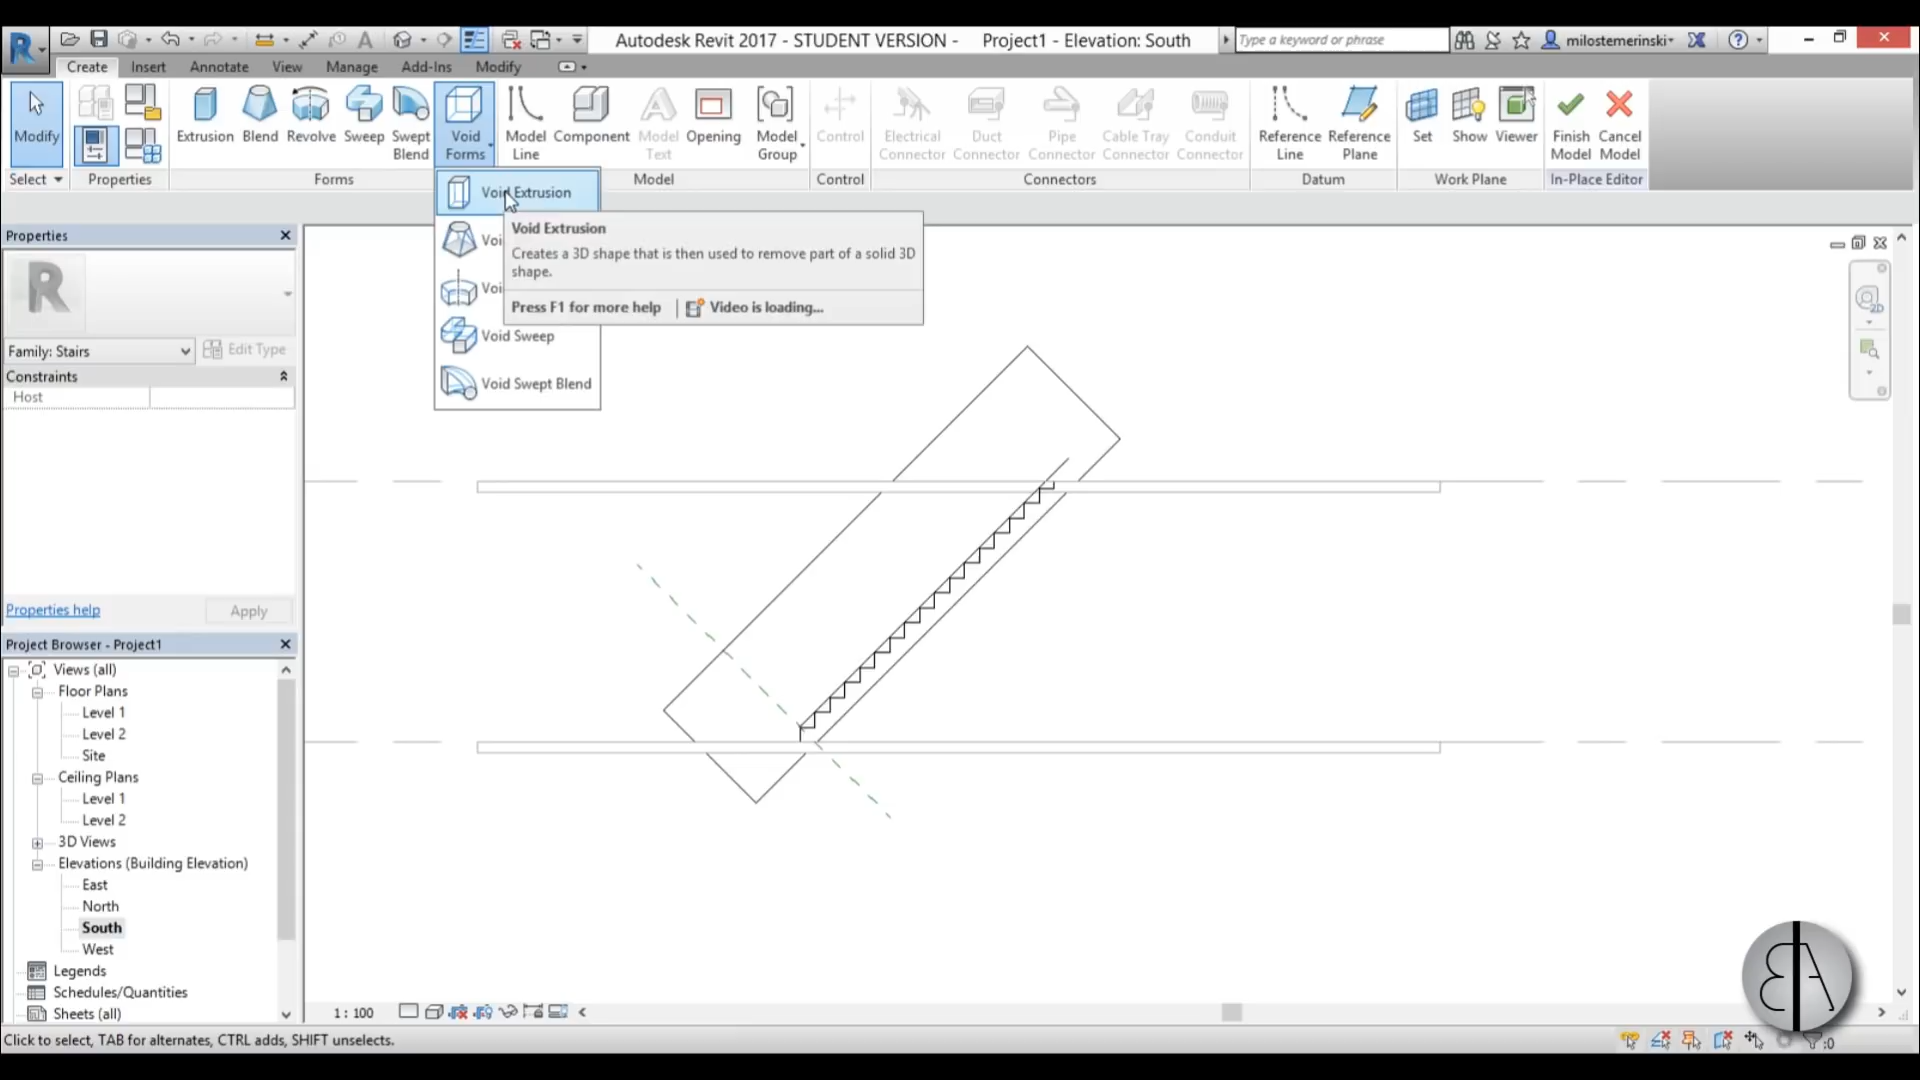 Autodesk Revit 2017 - STUDENT VERSION - Project1 - Elevation: South
Type a keyword or phrase
milostemerinski
Create Insert Annotate View Manage Add-Ins Modify
Modify
Extrusion Blend Revolve Sweep Swept Blend Void Forms
Model Line Component Model Text Opening Model Group
Control
Electrical Connector Duct Connector Pipe Connector Cable Tray Connector Conduit Connector
Reference Line Reference Plane
Set Show Viewer
Finish Model Cancel Model
Select Properties Forms Model Control Connectors Datum Work Plane In-Place Editor
Void Extrusion
Void Extrusion
Creates a 3D shape that is then used to remove part of a solid 3D
shape.
Press F1 for more help Video is loading...
Voi
Voi
Void Sweep
Void Swept Blend
Properties
R
Family: Stairs Edit Type
Constraints
Host
Properties help Apply
Project Browser - Project1
Views (all)
Floor Plans
Level 1
Level 2
Site
Ceiling Plans
Level 1
Level 2
3D Views
Elevations (Building Elevation)
East
North
South
West
Legends
Schedules/Quantities
Sheets (all)
1 : 100
Click to select, TAB for alternates, CTRL adds, SHIFT unselects.
:0